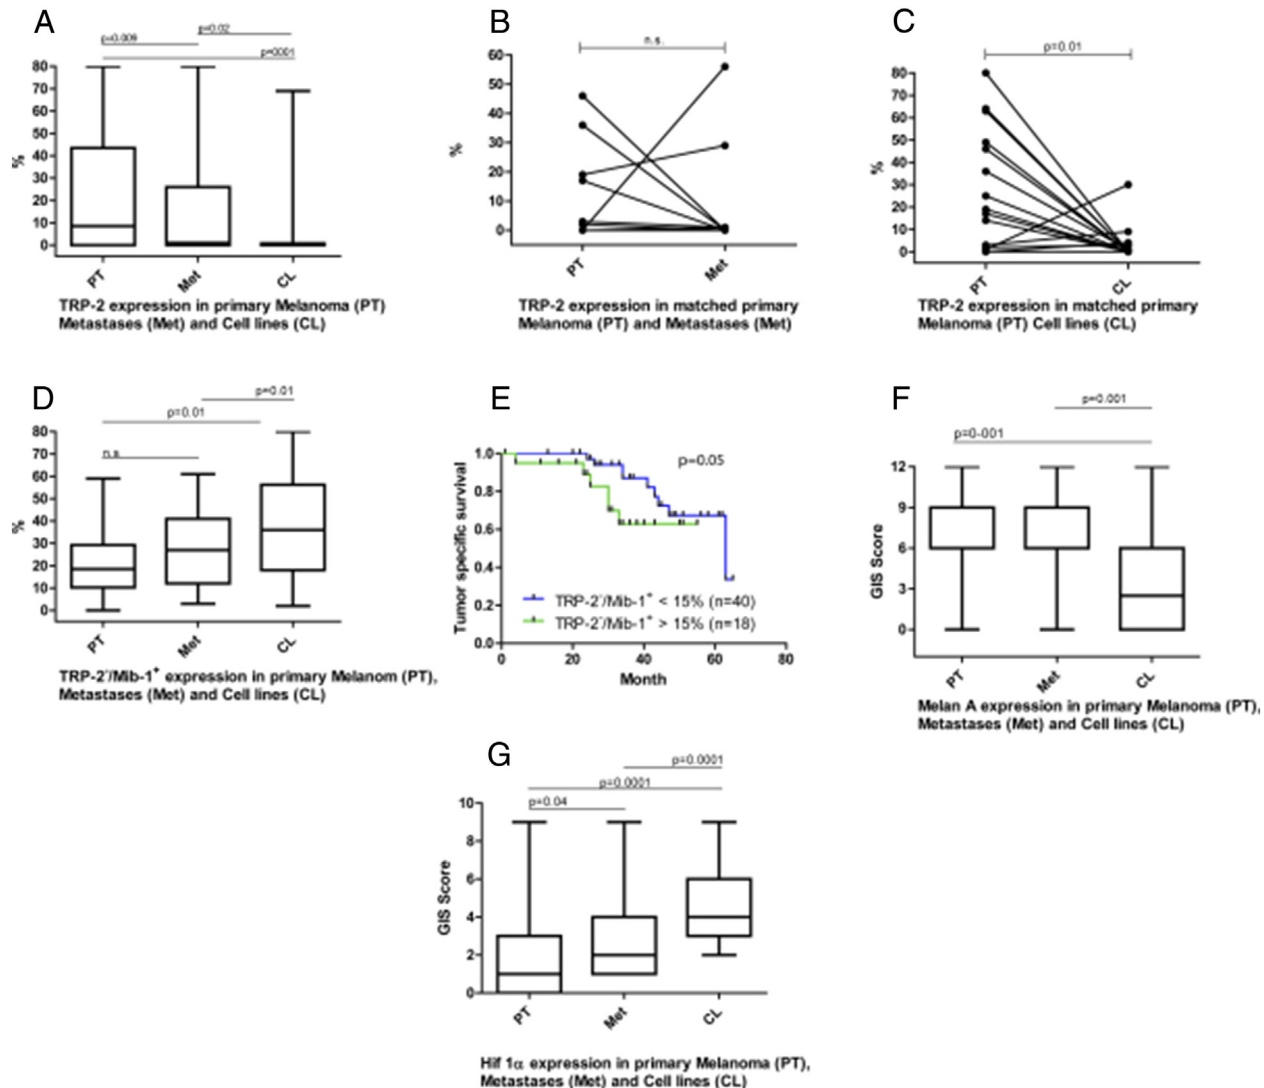 A
p=0.009
p=0.02
p=0001
80
70
60
50
40
30
20
10
0
%
PT
Met
CL
TRP-2 expression in primary Melanoma (PT)
Metastases (Met) and Cell lines (CL)
B
n.s.
60
50
40
30
20
10
0
%
PT
Met
TRP-2 expression in matched primary
Melanoma (PT) and Metastases (Met)
C
p=0.01
80
70
60
50
40
30
20
10
0
%
PT
CL
TRP-2 expression in matched primary
Melanoma (PT) Cell lines (CL)
D
p=0.01
p=0.01
n.s
80
70
60
50
40
30
20
10
0
%
PT
Met
CL
TRP-2⁻/Mib-1⁺ expression in primary Melanom (PT),
Metastases (Met) and Cell lines (CL)
E
p=0.05
1.0
0.8
0.6
0.4
0.2
0.0
Tumor specific survival
TRP-2⁻/Mib-1⁺ < 15% (n=40)
TRP-2⁻/Mib-1⁺ > 15% (n=18)
0
20
40
60
80
Month
F
p=0.001
p=0-001
12
9
6
3
0
GIS Score
PT
Met
CL
Melan A expression in primary Melanoma (PT),
Metastases (Met) and Cell lines (CL)
G
p=0.0001
p=0.0001
p=0.04
10
8
6
4
2
0
GIS Score
PT
Met
CL
Hif 1α expression in primary Melanoma (PT),
Metastases (Met) and Cell lines (CL)